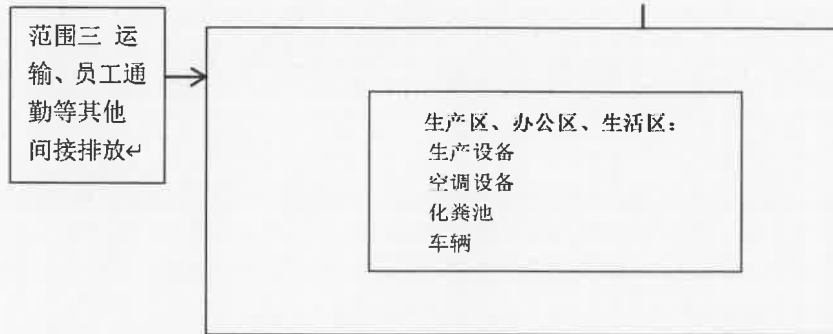 范围三 运
输、员工通
勤等其他
间接排放↵
生产区、办公区、生活区：
生产设备
空调设备
化粪池
车辆